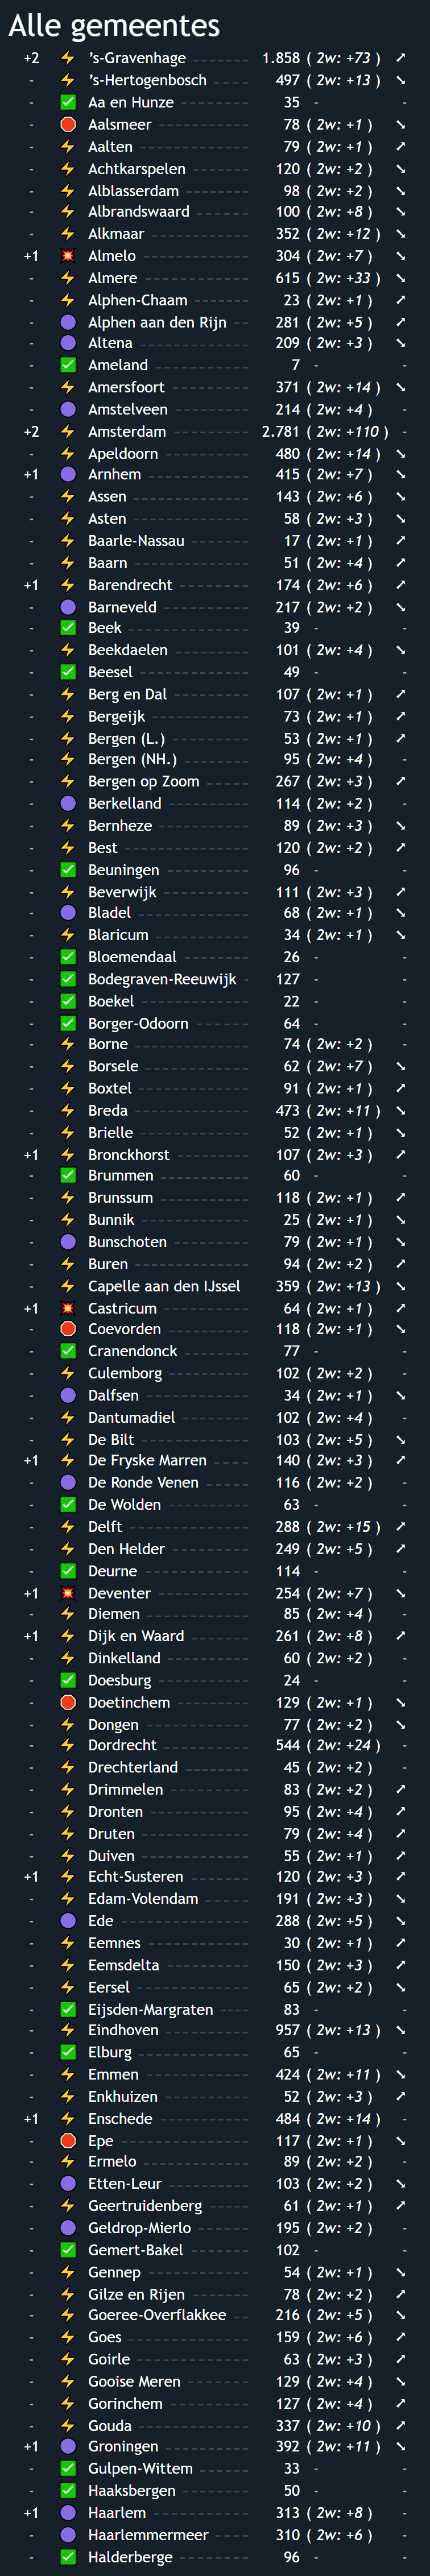 Alle gemeentes
+2 ’s-Gravenhage 1.858 ( 2w: +73 )
- ’s-Hertogenbosch 497 ( 2w: +13 )
- Aa en Hunze 35 - -
- Aalsmeer 78 ( 2w: +1 )
- Aalten 79 ( 2w: +1 )
- Achtkarspelen 120 ( 2w: +2 )
- Alblasserdam 98 ( 2w: +2 )
- Albrandswaard 100 ( 2w: +8 )
- Alkmaar 352 ( 2w: +12 )
+1 Almelo 304 ( 2w: +7 )
- Almere 615 ( 2w: +33 )
- Alphen-Chaam 23 ( 2w: +1 )
- Alphen aan den Rijn 281 ( 2w: +5 )
- Altena 209 ( 2w: +3 )
- Ameland 7 - -
- Amersfoort 371 ( 2w: +14 )
- Amstelveen 214 ( 2w: +4 ) -
+2 Amsterdam 2.781 ( 2w: +110 ) -
- Apeldoorn 480 ( 2w: +14 )
+1 Arnhem 415 ( 2w: +7 )
- Assen 143 ( 2w: +6 )
- Asten 58 ( 2w: +3 )
- Baarle-Nassau 17 ( 2w: +1 )
- Baarn 51 ( 2w: +4 )
+1 Barendrecht 174 ( 2w: +6 )
- Barneveld 217 ( 2w: +2 )
- Beek 39 - -
- Beekdaelen 101 ( 2w: +4 )
- Beesel 49 - -
- Berg en Dal 107 ( 2w: +1 )
- Bergeijk 73 ( 2w: +1 )
- Bergen (L.) 53 ( 2w: +1 )
- Bergen (NH.) 95 ( 2w: +4 ) -
- Bergen op Zoom 267 ( 2w: +3 )
- Berkelland 114 ( 2w: +2 ) -
- Bernheze 89 ( 2w: +3 )
- Best 120 ( 2w: +2 )
- Beuningen 96 - -
- Beverwijk 111 ( 2w: +3 )
- Bladel 68 ( 2w: +1 )
- Blaricum 34 ( 2w: +1 )
- Bloemendaal 26 - -
- Bodegraven-Reeuwijk 127 - -
- Boekel 22 - -
- Borger-Odoorn 64 - -
- Borne 74 ( 2w: +2 ) -
- Borsele 62 ( 2w: +7 )
- Boxtel 91 ( 2w: +1 )
- Breda 473 ( 2w: +11 )
- Brielle 52 ( 2w: +1 )
+1 Bronckhorst 107 ( 2w: +3 )
- Brummen 60 - -
- Brunssum 118 ( 2w: +1 )
- Bunnik 25 ( 2w: +1 )
- Bunschoten 79 ( 2w: +1 )
- Buren 94 ( 2w: +2 )
- Capelle aan den IJssel 359 ( 2w: +13 )
+1 Castricum 64 ( 2w: +1 )
- Coevorden 118 ( 2w: +1 )
- Cranendonck 77 - -
- Culemborg 102 ( 2w: +2 ) -
- Dalfsen 34 ( 2w: +1 )
- Dantumadiel 102 ( 2w: +4 ) -
- De Bilt 103 ( 2w: +5 )
+1 De Fryske Marren 140 ( 2w: +3 )
- De Ronde Venen 116 ( 2w: +2 ) -
- De Wolden 63 - -
- Delft 288 ( 2w: +15 )
- Den Helder 249 ( 2w: +5 )
- Deurne 114 - -
+1 Deventer 254 ( 2w: +7 )
- Diemen 85 ( 2w: +4 ) -
+1 Dijk en Waard 261 ( 2w: +8 )
- Dinkelland 60 ( 2w: +2 ) -
- Doesburg 24 - -
- Doetinchem 129 ( 2w: +1 )
- Dongen 77 ( 2w: +2 )
- Dordrecht 544 ( 2w: +24 ) -
- Drechterland 45 ( 2w: +2 ) -
- Drimmelen 83 ( 2w: +2 )
- Dronten 95 ( 2w: +4 )
- Druten 79 ( 2w: +4 )
- Duiven 55 ( 2w: +1 )
+1 Echt-Susteren 120 ( 2w: +3 )
- Edam-Volendam 191 ( 2w: +3 )
- Ede 288 ( 2w: +5 )
- Eemnes 30 ( 2w: +1 )
- Eemsdelta 150 ( 2w: +3 )
- Eersel 65 ( 2w: +2 )
- Eijsden-Margraten 83 - -
- Eindhoven 957 ( 2w: +13 )
- Elburg 65 - -
- Emmen 424 ( 2w: +11 )
- Enkhuizen 52 ( 2w: +3 )
+1 Enschede 484 ( 2w: +14 ) -
- Epe 117 ( 2w: +1 )
- Ermelo 89 ( 2w: +2 ) -
- Etten-Leur 103 ( 2w: +2 )
- Geertruidenberg 61 ( 2w: +1 )
- Geldrop-Mierlo 195 ( 2w: +2 ) -
- Gemert-Bakel 102 - -
- Gennep 54 ( 2w: +1 )
- Gilze en Rijen 78 ( 2w: +2 )
- Goeree-Overflakkee 216 ( 2w: +5 )
- Goes 159 ( 2w: +6 )
- Goirle 63 ( 2w: +3 )
- Gooise Meren 129 ( 2w: +4 )
- Gorinchem 127 ( 2w: +4 )
- Gouda 337 ( 2w: +10 )
+1 Groningen 392 ( 2w: +11 )
- Gulpen-Wittem 33 - -
- Haaksbergen 50 - -
+1 Haarlem 313 ( 2w: +8 ) -
- Haarlemmermeer 310 ( 2w: +6 ) -
- Halderberge 96 - -